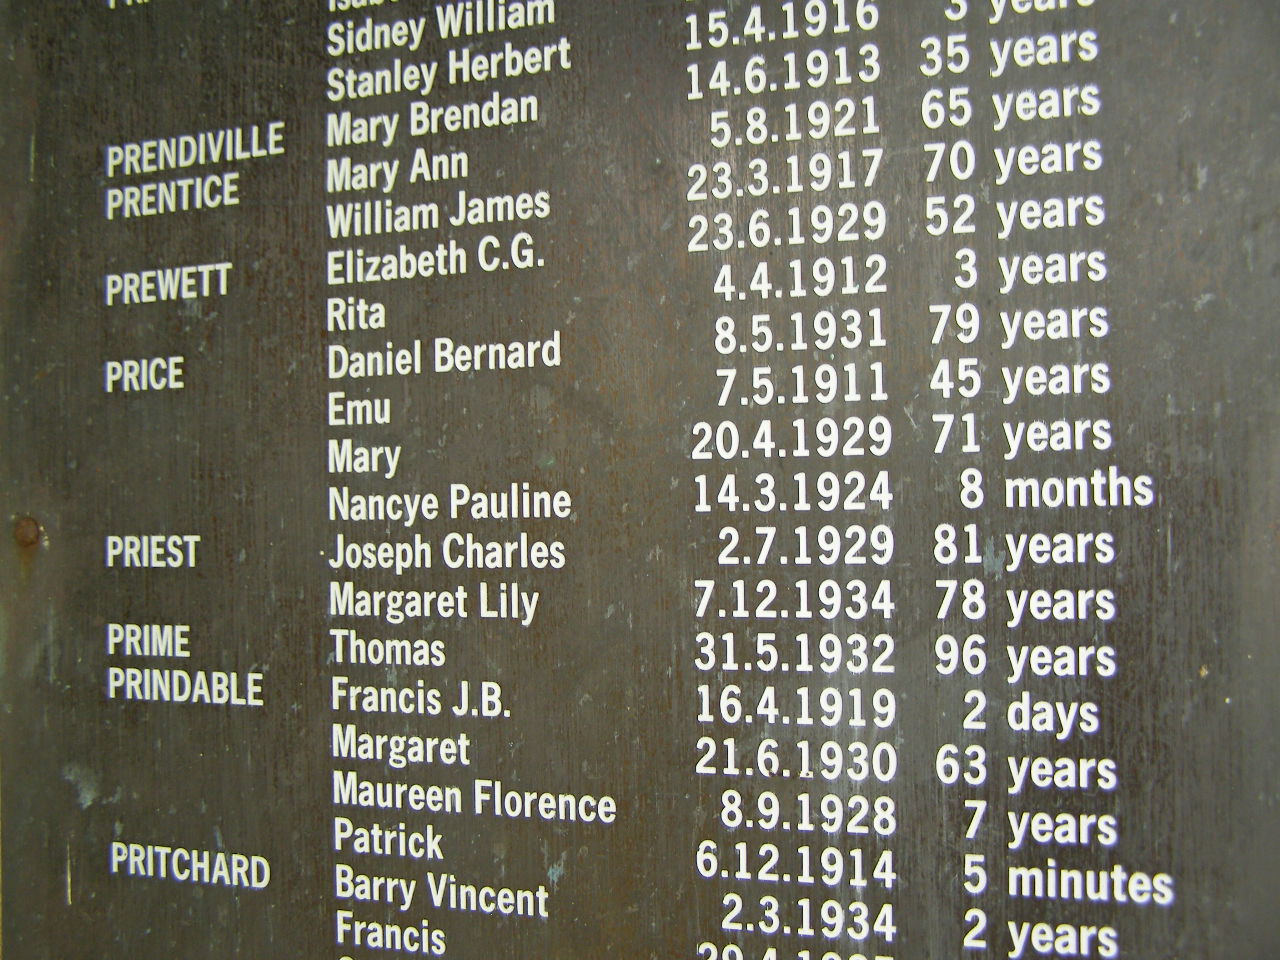 Sidney William
Stanley Herbert 15.4.1916 3 years
PRENDIVILLE Mary Brendan 14.6.1913 35 years
PRENTICE Mary Ann 5.8.1921 65 years
William James 23.3.1917 70 years
PREWETT Elizabeth C.G. 23.6.1929 52 years
Rita 4.4.1912 3 years
PRICE Daniel Bernard 8.5.1931 79 years
Emu 7.5.1911 45 years
Mary 20.4.1929 71 years
Nancye Pauline 14.3.1924 8 months
PRIEST Joseph Charles 2.7.1929 81 years
Margaret Lily 7.12.1934 78 years
PRIME Thomas 31.5.1932 96 years
PRINDABLE Francis J.B. 16.4.1919 2 days
Margaret 21.6.1930 63 years
Maureen Florence 8.9.1928 7 years
Patrick 6.12.1914 5 minutes
PRITCHARD Barry Vincent 2.3.1934 2 years
Francis